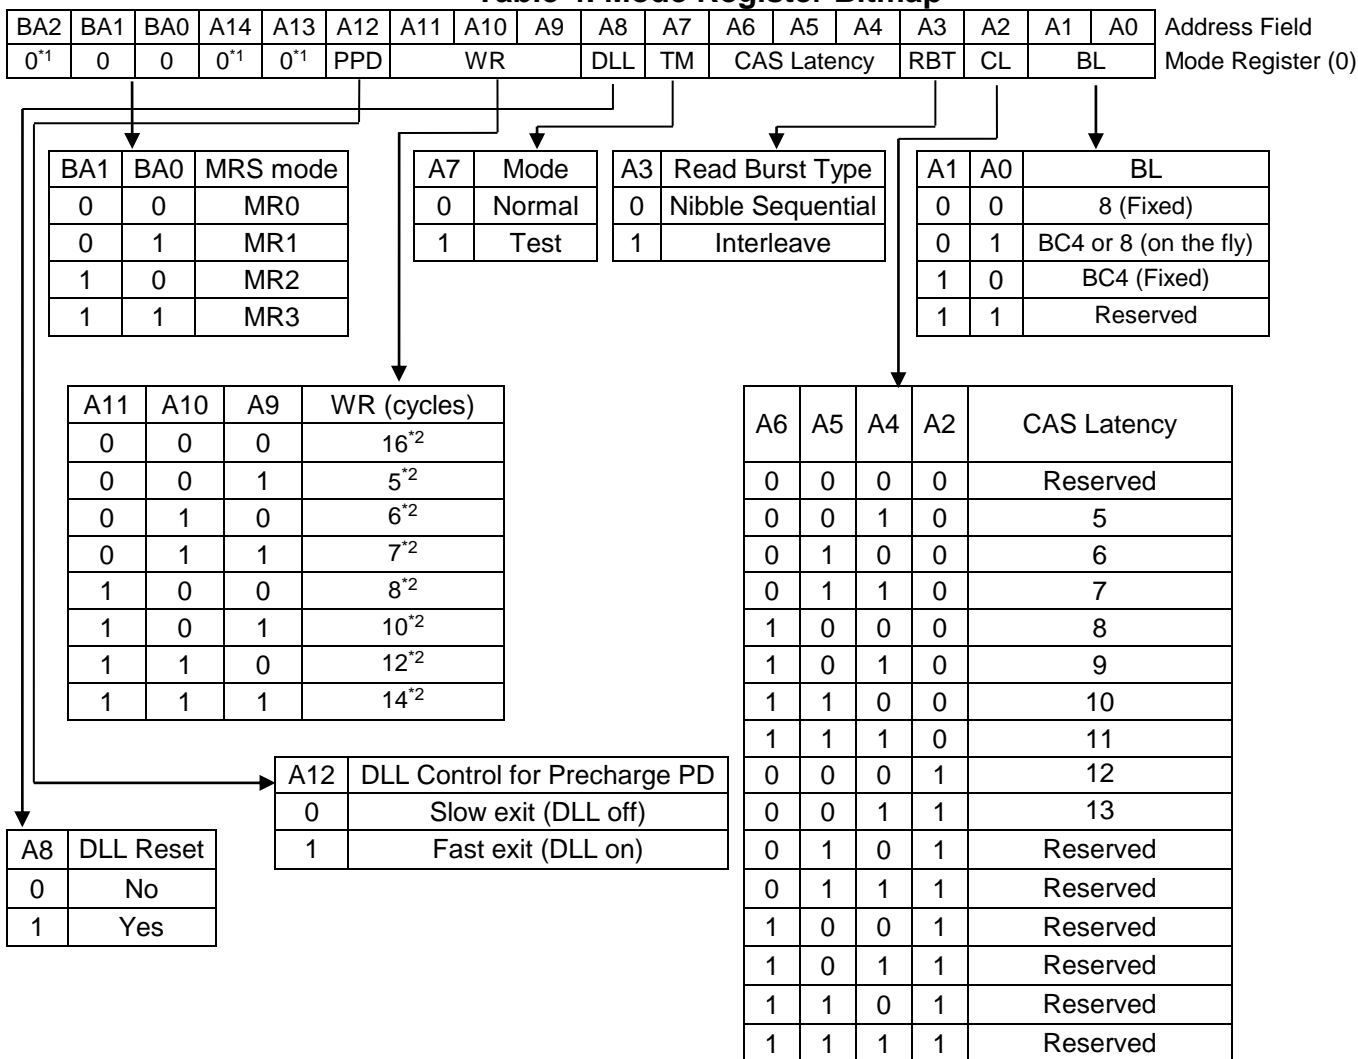 Table 4. Mode Register Bitmap
BA2 BA1 BA0 A14 A13 A12 A11 A10 A9 A8 A7 A6 A5 A4 A3 A2 A1 A0 Address Field
0*1 0 0 0*1 0*1 PPD WR DLL TM CAS Latency RBT CL BL Mode Register (0)
BA1 BA0 MRS mode
0 0 MR0
0 1 MR1
1 0 MR2
1 1 MR3
A7 Mode
0 Normal
1 Test
A3 Read Burst Type
0 Nibble Sequential
1 Interleave
A1 A0 BL
0 0 8 (Fixed)
0 1 BC4 or 8 (on the fly)
1 0 BC4 (Fixed)
1 1 Reserved
A11 A10 A9 WR (cycles)
0 0 0 16*2
0 0 1 5*2
0 1 0 6*2
0 1 1 7*2
1 0 0 8*2
1 0 1 10*2
1 1 0 12*2
1 1 1 14*2
A6 A5 A4 A2 CAS Latency
0 0 0 0 Reserved
0 0 1 0 5
0 1 0 0 6
0 1 1 0 7
1 0 0 0 8
1 0 1 0 9
1 1 0 0 10
1 1 1 0 11
0 0 0 1 12
0 0 1 1 13
0 1 0 1 Reserved
0 1 1 1 Reserved
1 0 0 1 Reserved
1 0 1 1 Reserved
1 1 0 1 Reserved
1 1 1 1 Reserved
A12 DLL Control for Precharge PD
0 Slow exit (DLL off)
1 Fast exit (DLL on)
A8 DLL Reset
0 No
1 Yes